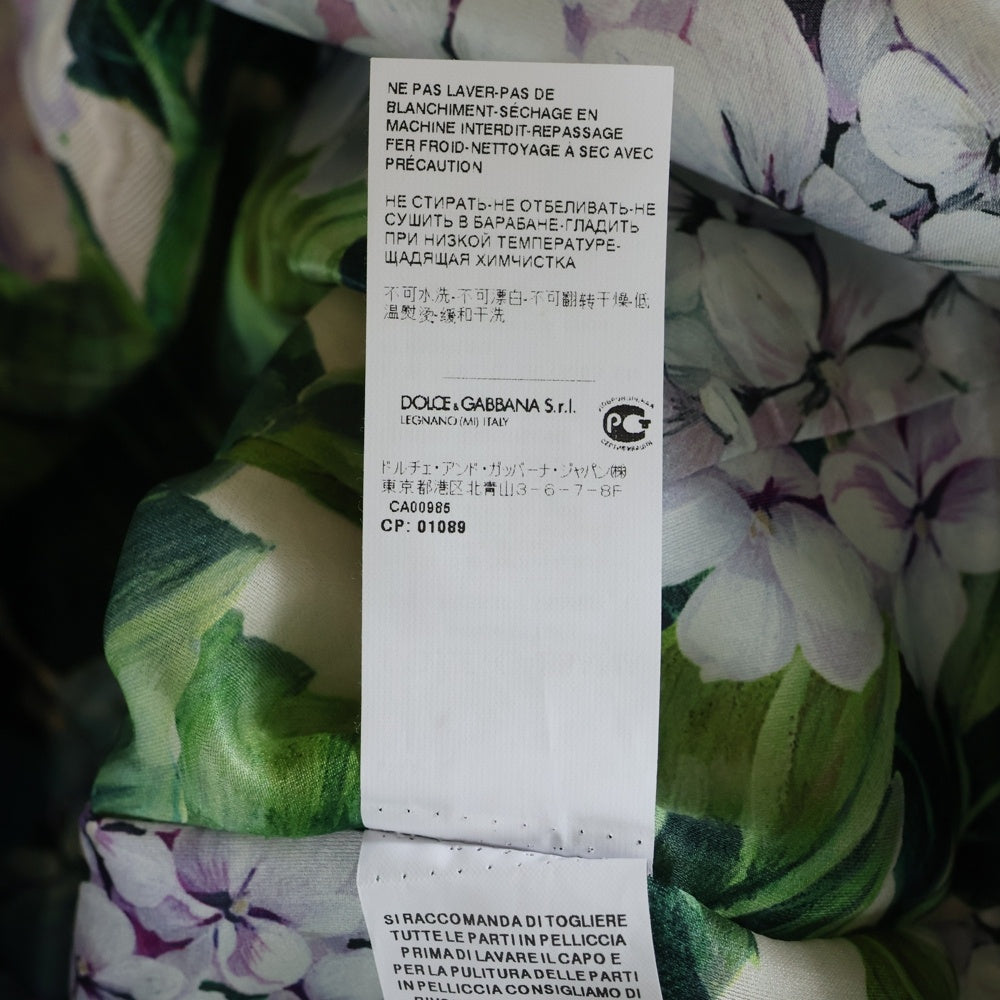 NE PAS LAVER-PAS DE
BLANCHIMENT-SÉCHAGE EN
MACHINE INTERDIT-REPASSAGE
FER FROID-NETTOYAGE À SEC AVEC
PRÉCAUTION
НЕ СТИРАТЬ-НЕ ОТБЕЛИВАТЬ-НЕ
СУШИТЬ В БАРАБАНЕ-ГЛАДИТЬ
ПРИ НИЗКОЙ ТЕМПЕРАТУРЕ-
ЩАДЯЩАЯ ХИМЧИСТКА
不可水洗-不可漂白-不可翻转干燥-低
温熨烫-缓和干洗
DOLCE & GABBANA S.r.l.
LEGNANO (MI) ITALY
РСТ
ドルチェ・アンド・ガッバーナ・ジャパン㈱
東京都港区北青山3-6-7-8F
CA00985
CP: 01089
SI RACCOMANDA DI TOGLIERE
TUTTE LE PARTI IN PELLICCIA
PRIMA DI LAVARE IL CAPO E
PER LA PULITURA DELLE PARTI
IN PELLICCIA CONSIGLIAMO DI